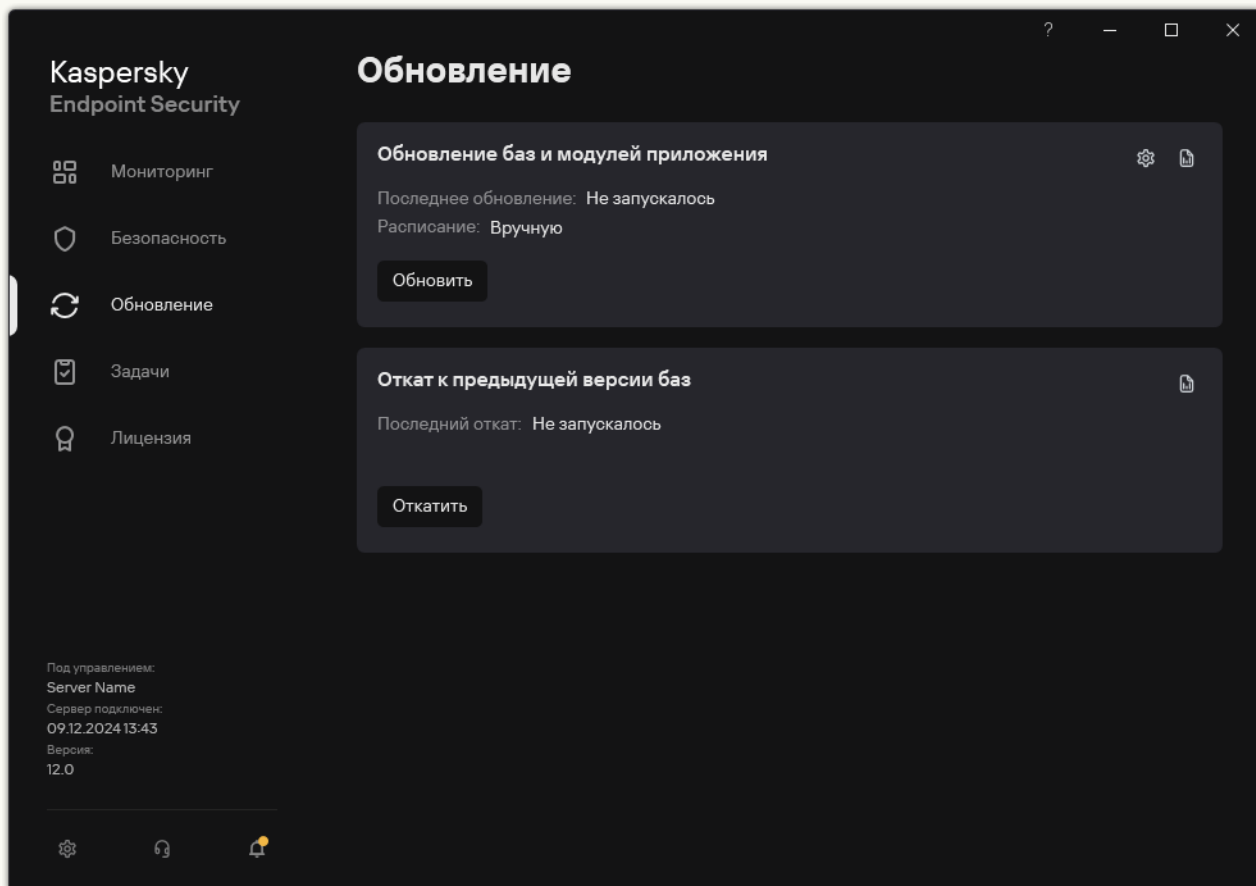 ?
Kaspersky
Endpoint Security
Мониторинг
Безопасность
Обновление
Задачи
Лицензия
Под управлением:
Server Name
Сервер подключен:
09.12.2024 13:43
Версия:
12.0
Обновление
Обновление баз и модулей приложения
Последнее обновление: Не запускалось
Расписание: Вручную
Обновить
Откат к предыдущей версии баз
Последний откат: Не запускалось
Откатить